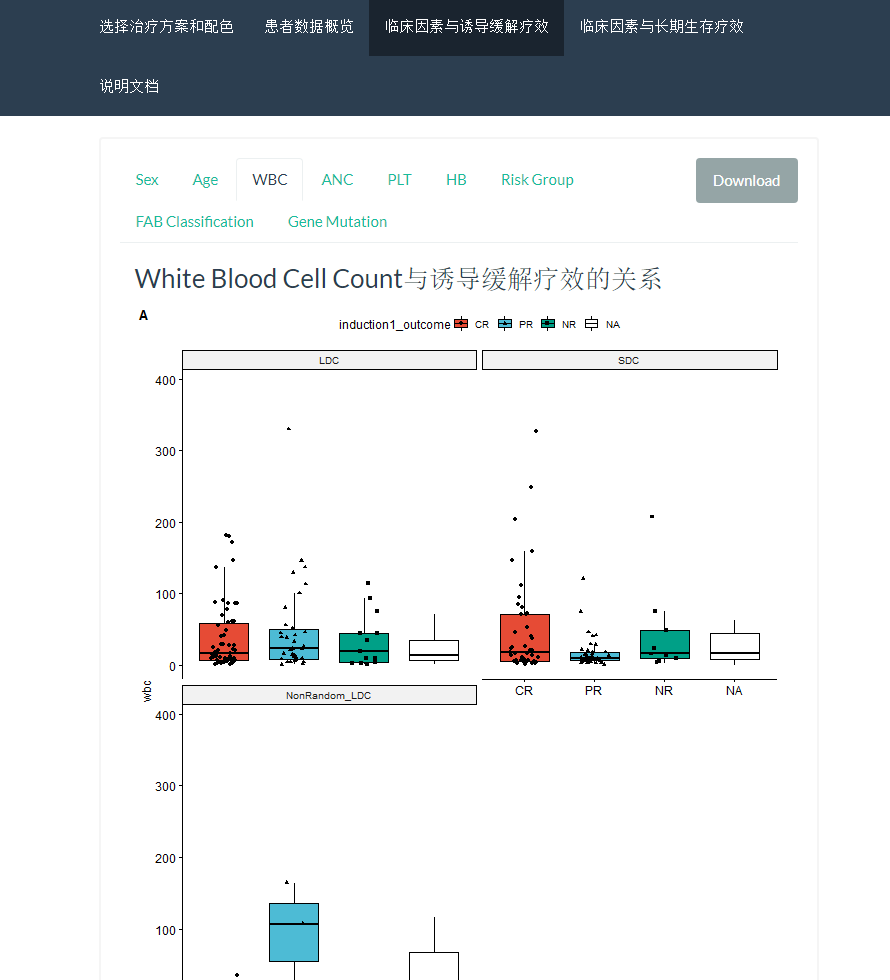 选择治疗方案和配色 患者数据概览 临床因素与诱导缓解疗效 临床因素与长期生存疗效
说明文档
Sex Age WBC ANC PLT HB Risk Group Download
FAB Classification Gene Mutation
White Blood Cell Count与诱导缓解疗效的关系
A
induction1_outcome CR PR NR NA
LDC SDC
400
300
200
100
0
wbc
CR PR NR NA
NonRandom_LDC
400
300
200
100